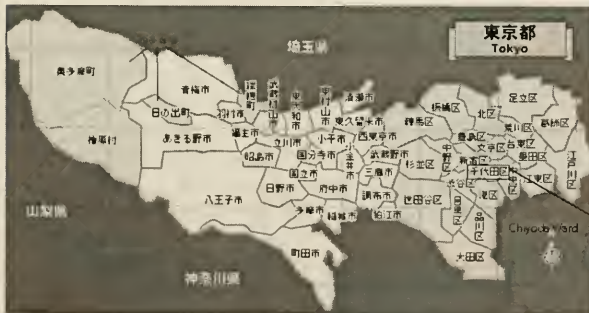 東京都
Tokyo
埼玉県
奥多摩町
青梅市
瑞穂町
武蔵村山市
東大和市
東村山市
清瀬市
東久留米市
板橋区
北区
足立区
葛飾区
日の出町
羽村市
檜原村
あきる野市
福生市
立川市
小平市
西東京市
練馬区
豊島区
文京区
荒川区
台東区
墨田区
江戸川区
昭島市
国分寺市
小金井市
武蔵野市
杉並区
中野区
新宿区
千代田区
中央区
江東区
国立市
三鷹市
渋谷区
港区
八王子市
日野市
府中市
調布市
世田谷区
目黒区
品川区
山梨県
多摩市
稲城市
狛江市
Chiyoda Ward
町田市
大田区
神奈川県